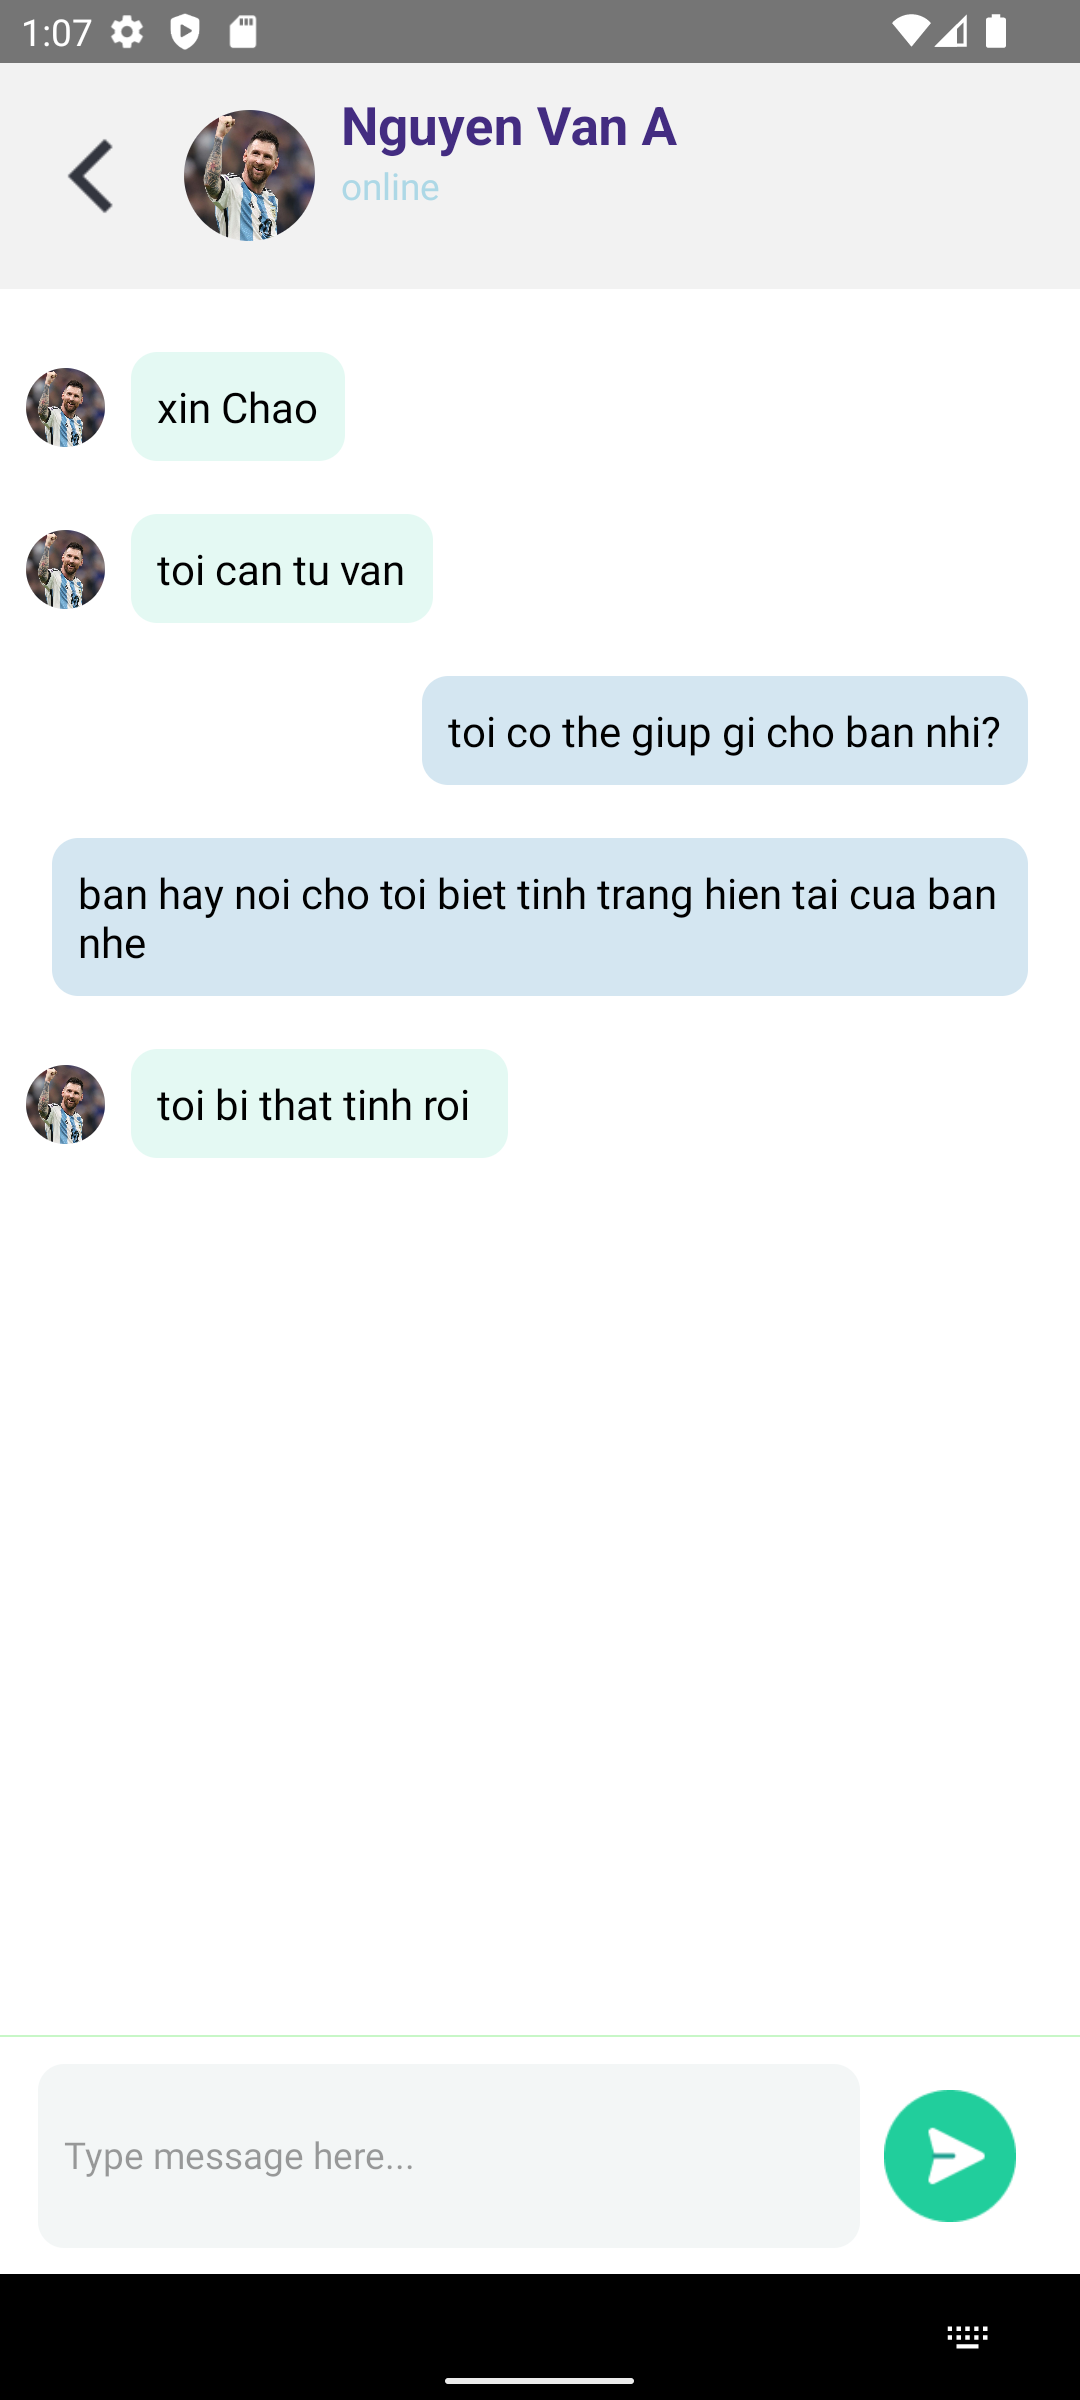 1:07
Nguyen Van A
online
xin Chao
toi can tu van
toi co the giup gi cho ban nhi?
ban hay noi cho toi biet tinh trang hien tai cua ban
nhe
toi bi that tinh roi
Type message here...